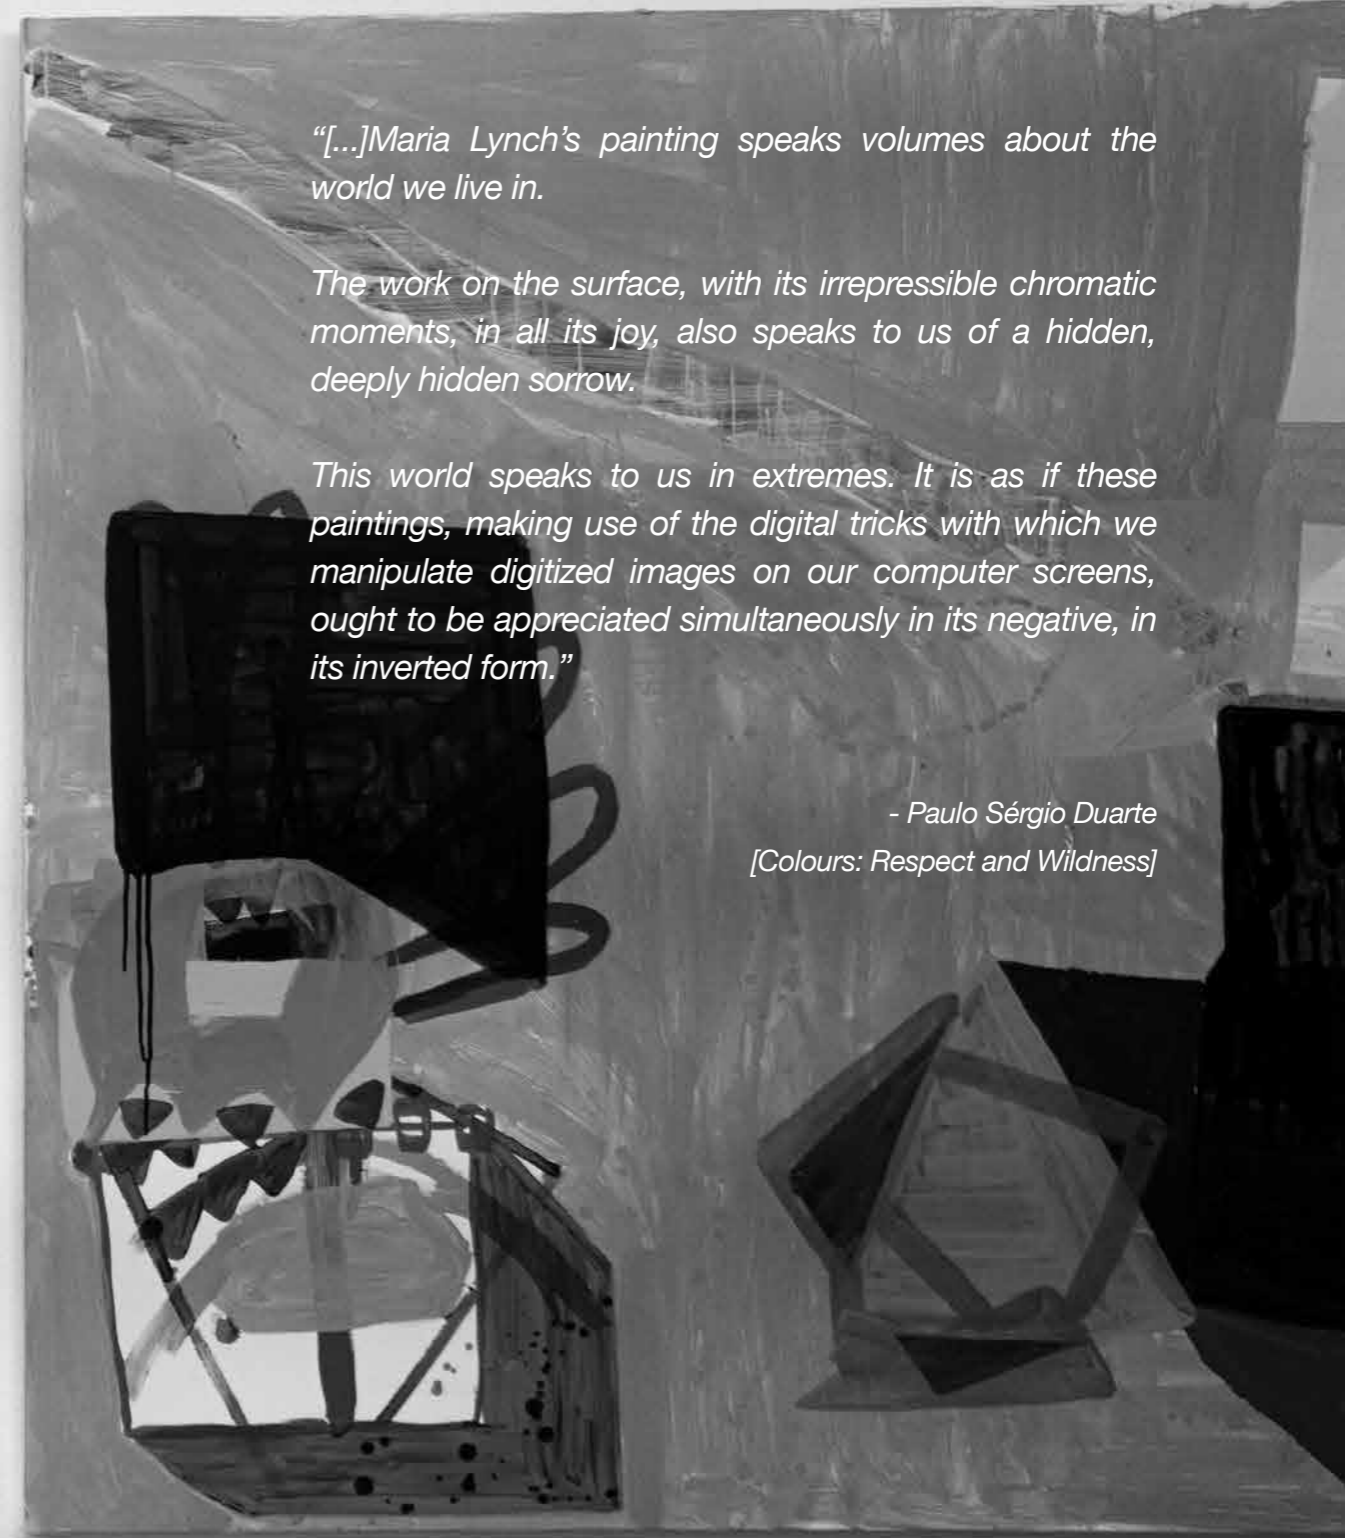 “[...]Maria Lynch’s painting speaks volumes about the
world we live in.
The work on the surface, with its irrepressible chromatic
moments, in all its joy, also speaks to us of a hidden,
deeply hidden sorrow.
This world speaks to us in extremes. It is as if these
paintings, making use of the digital tricks with which we
manipulate digitized images on our computer screens,
ought to be appreciated simultaneously in its negative, in
its inverted form.”
- Paulo Sérgio Duarte
[Colours: Respect and Wildness]